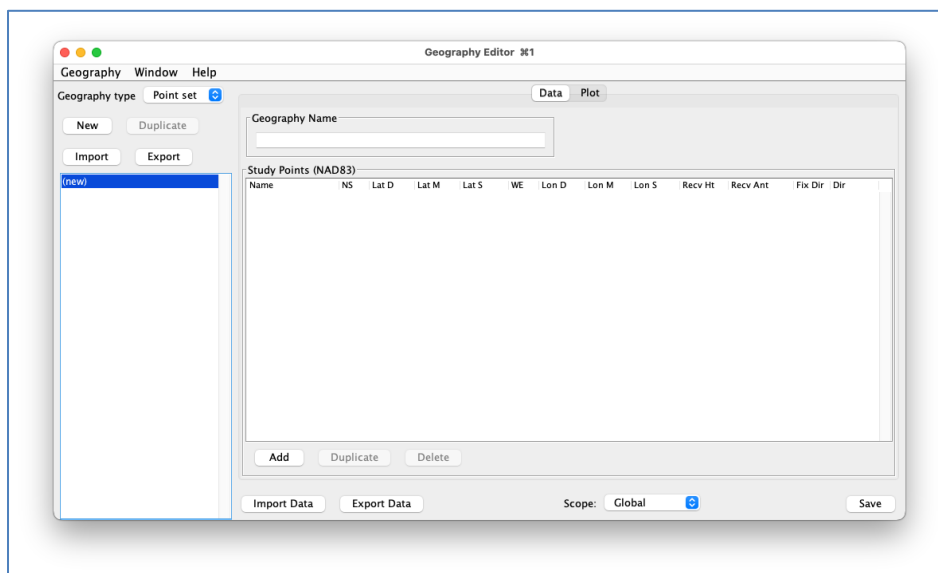 Geography Editor ⌘1
Geography Window Help
Geography type Point set
Data Plot
New Duplicate
Import Export
(new)
Geography Name
Study Points (NAD83)
Name NS Lat D Lat M Lat S WE Lon D Lon M Lon S Recv Ht Recv Ant Fix Dir Dir
Add Duplicate Delete
Import Data Export Data Scope: Global Save